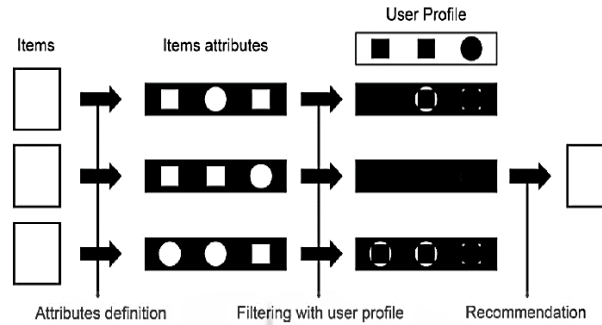 User Profile
Items
Items attributes
Attributes definition
Filtering with user profile
Recommendation